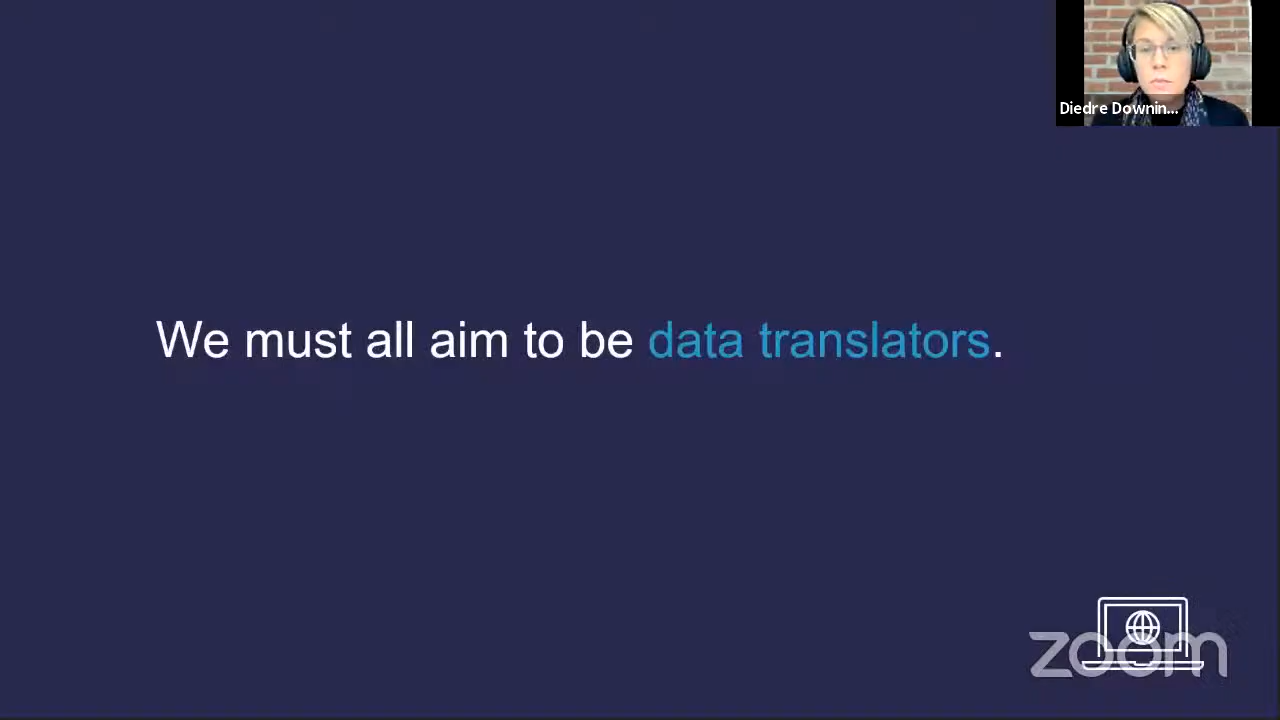 Diedre Downin...
We must all aim to be data translators.
zoom